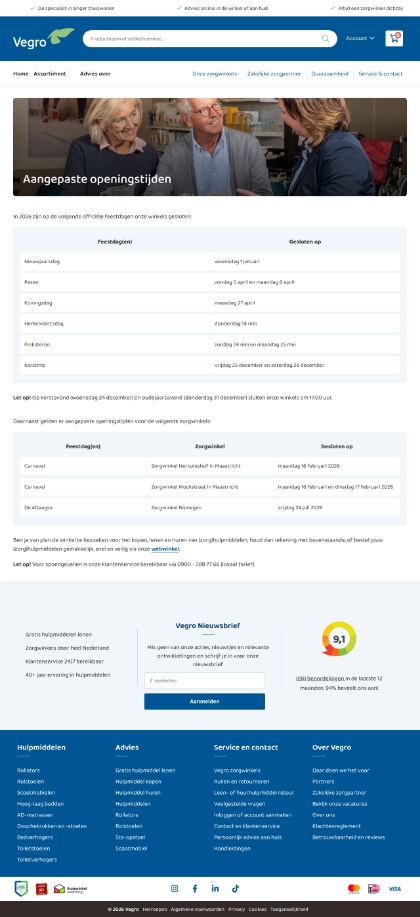 De specialist in langer thuiswonen
Advies online in de winkel of aan huis
Altijd een zorgwinkel dichtbij
Vegro
Productnaam of artikelnummer...
Account
Home Assortiment Advies over
Onze zorgwinkels Zakelijke zorgpartner Duurzaamheid Service & contact
Aangepaste openingstijden
In 2026 zijn op de volgende officiële feestdagen onze winkels gesloten:
Feestdag(en) Gesloten op
Nieuwjaarsdag woensdag 1 januari
Pasen zondag 5 april en maandag 6 april
Koningsdag maandag 27 april
Hemelvaartsdag donderdag 14 mei
Pinksteren zondag 24 mei en maandag 25 mei
Kerstmis vrijdag 25 december en zaterdag 26 december
Let op! Op kerstavond (woensdag 24 december) en oudejaarsavond (donderdag 31 december) sluiten onze winkels om 17.00 uur.
Daarnaast gelden er aangepaste openingstijden voor de volgende zorgwinkels:
Feestdag(en) Zorgwinkel Gesloten op
Carnaval Zorgwinkel Herculeshof in Maastricht maandag 16 februari 2026
Carnaval Zorgwinkel Plockstraat in Maastricht maandag 16 februari en dinsdag 17 februari 2026
De 4Daagse Zorgwinkel Nijmegen vrijdag 24 juli 2026
Ben je van plan de winkel te bezoeken voor het kopen, lenen en huren van (zorg)hulpmiddelen, houd dan rekening met bovenstaande, of bestel jouw
(zorg)hulpmiddelen gemakkelijk, snel en veilig via onze webwinkel.
Let op! Voor spoedgevallen is onze klantenservice bereikbaar via 0900 - 288 77 66 (lokaal tarief).
Gratis hulpmiddelen lenen
Zorgwinkels door heel Nederland
Klantenservice 24/7 bereikbaar
40+ jaar ervaring in hulpmiddelen
Vegro Nieuwsbrief
Mis geen van onze acties, nieuwtjes en relevante
ontwikkelingen en schrijf je in voor onze
nieuwsbrief
E-mailadres
Aanmelden
9,1
690 beoordelingen in de laatste 12
maanden. 94% beveelt ons aan!
Hulpmiddelen
Rollators
Rolstoelen
Scootmobielen
Hoog-laag bedden
AD-matrassen
Douchekrukken en -stoelen
Bedverhogers
Toiletstoelen
Toiletverhogers
Advies
Gratis hulpmiddel lenen
Hulpmiddel kopen
Hulpmiddel huren
Hulpmiddelen
Rollators
Rolstoelen
Sta-opstoel
Scootmobiel
Service en contact
Vegro zorgwinkels
Ruilen en retourneren
Leen- of huurhulpmiddel retour
Veelgestelde vragen
Inloggen of account aanmaken
Contact en klantenservice
Persoonlijk advies aan huis
Handleidingen
Over Vegro
Daar doen we het voor
Partners
Zakelijke zorgpartner
Bekijk onze vacatures
Over ons
Klachtenreglement
Betrouwbaarheid en reviews
thuiswinkel
waarborg
VISA
© 2026 Vegro Herroepen Algemene voorwaarden Privacy Cookies Toegankelijkheid